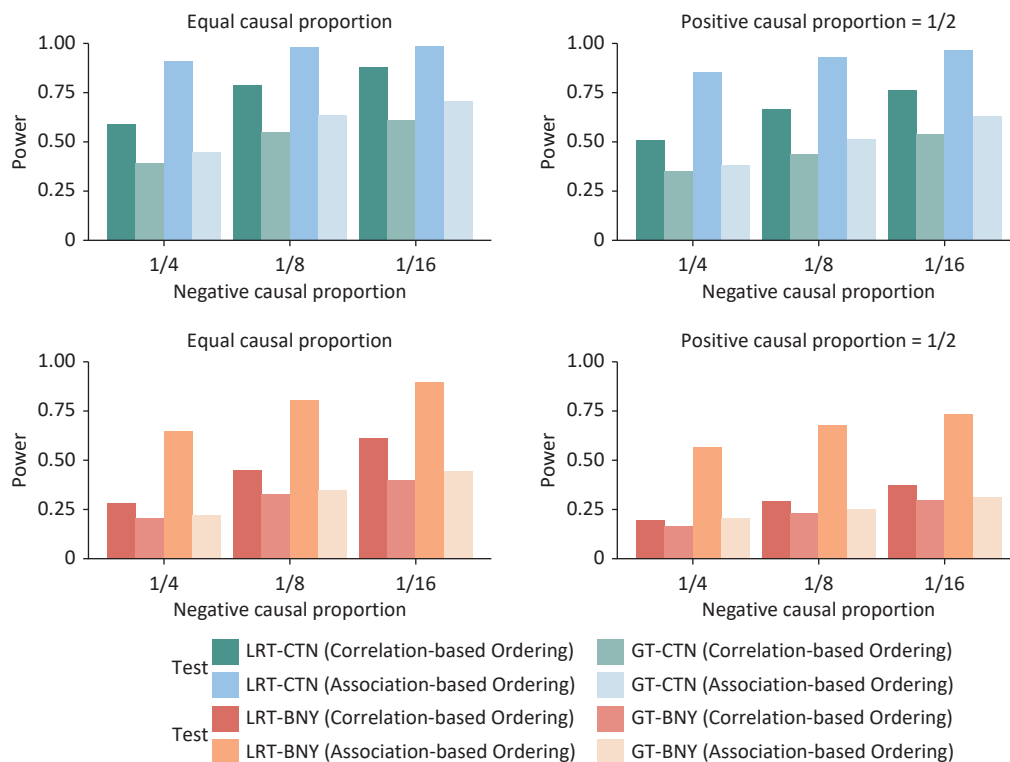 Equal causal proportion
1.00
0.75
0.50
0.25
0
Power
1/4 1/8 1/16
Negative causal proportion
Positive causal proportion = 1/2
1.00
0.75
0.50
0.25
0
Power
1/4 1/8 1/16
Negative causal proportion
Equal causal proportion
1.00
0.75
0.50
0.25
0
Power
1/4 1/8 1/16
Negative causal proportion
Positive causal proportion = 1/2
1.00
0.75
0.50
0.25
0
Power
1/4 1/8 1/16
Negative causal proportion
Test
LRT-CTN (Correlation-based Ordering)
GT-CTN (Correlation-based Ordering)
LRT-CTN (Association-based Ordering)
GT-CTN (Association-based Ordering)
Test
LRT-BNY (Correlation-based Ordering)
GT-BNY (Correlation-based Ordering)
LRT-BNY (Association-based Ordering)
GT-BNY (Association-based Ordering)